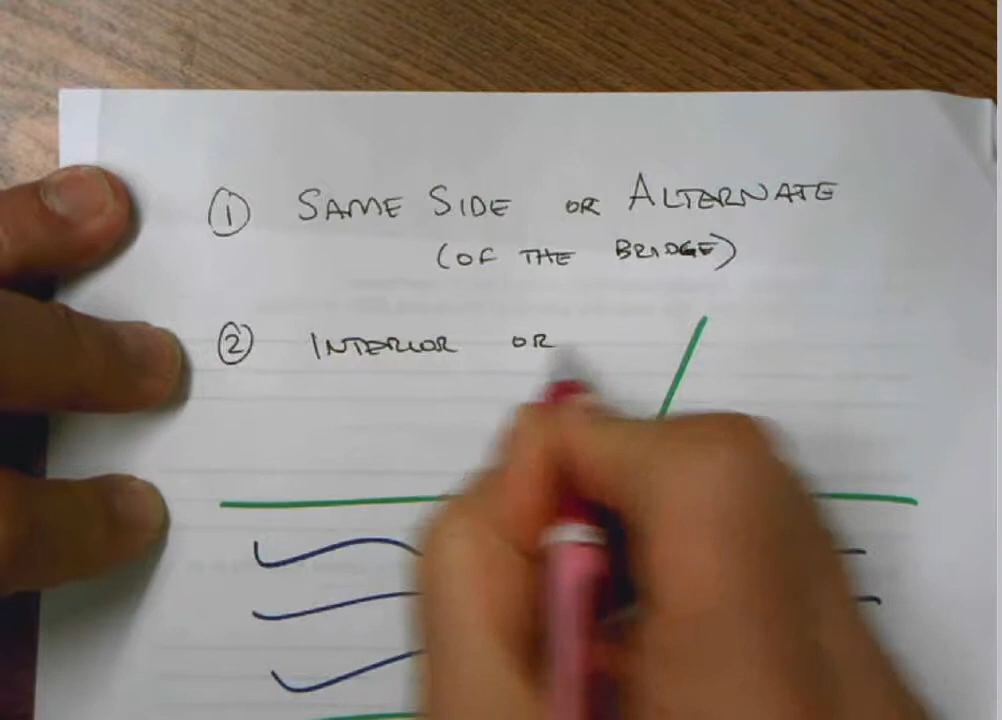 ① SAME SIDE OR ALTERNATE
(OF THE BRIDGE)
② INTERIOR OR